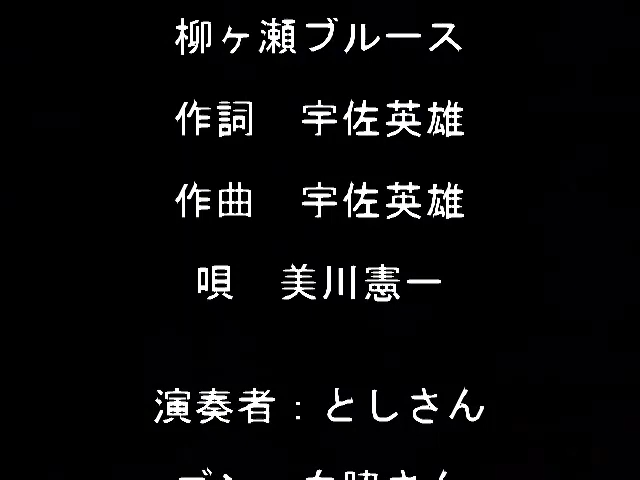 柳ヶ瀬ブルース
作詞　宇佐英雄
作曲　宇佐英雄
唄　美川憲一
演奏者：としさん